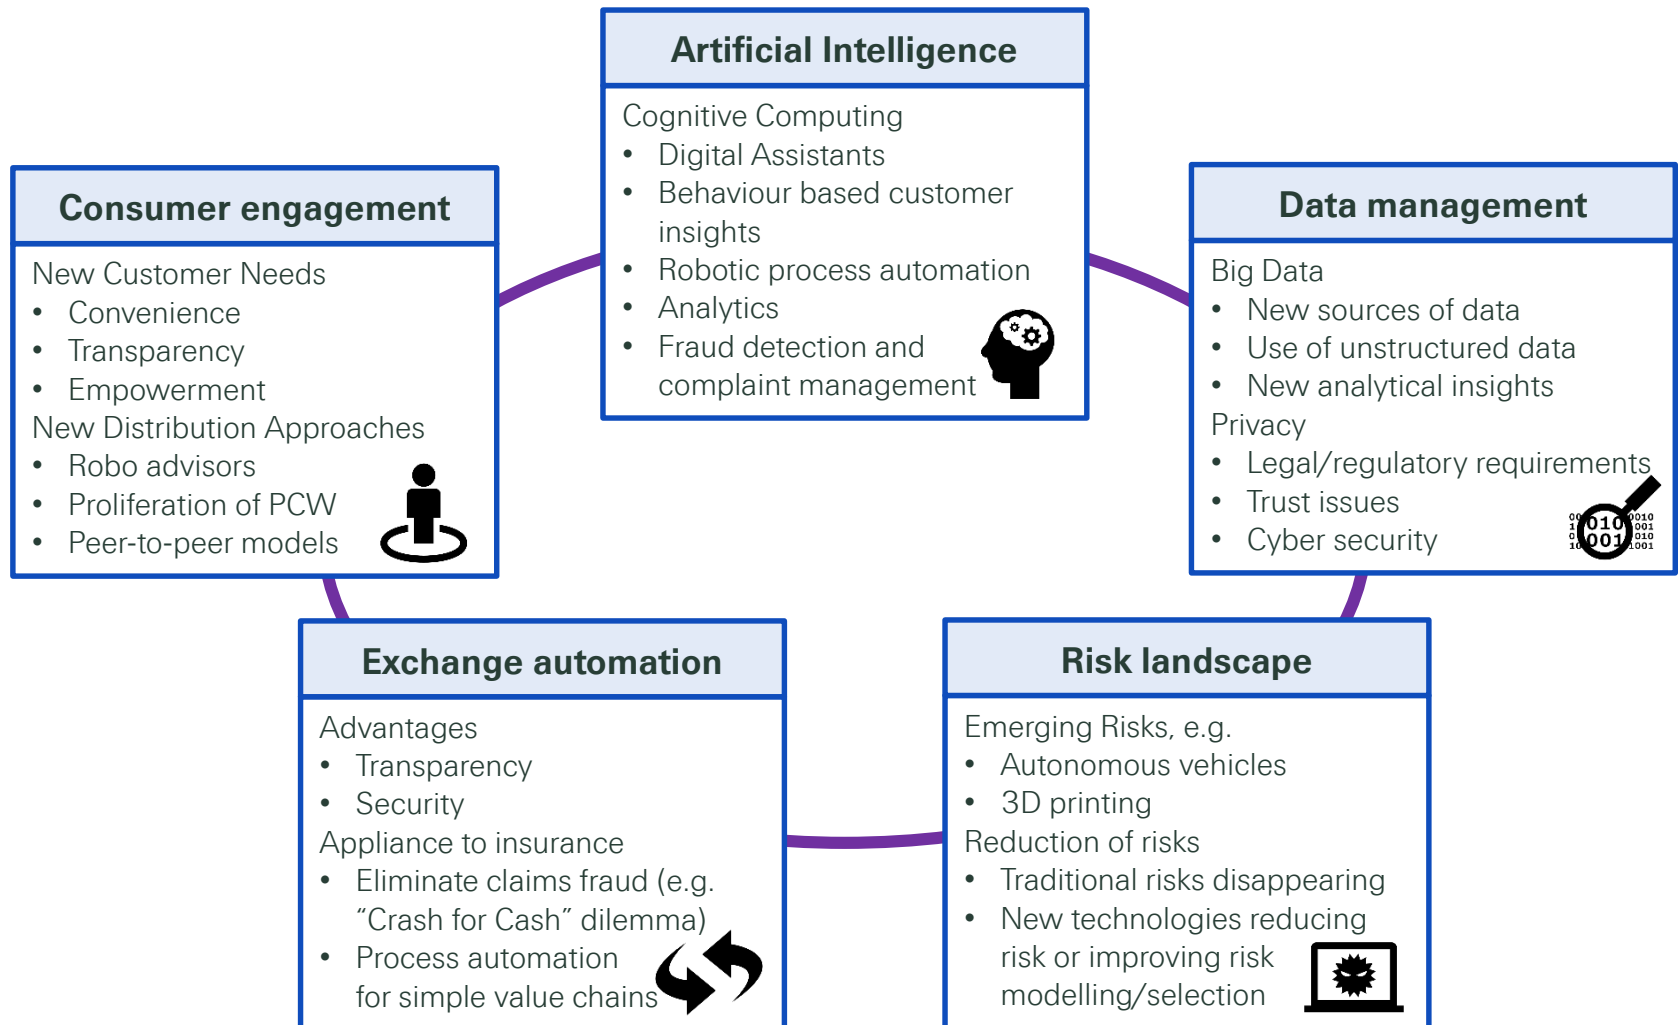 Artificial Intelligence
Cognitive Computing
• Digital Assistants
• Behaviour based customer
insights
• Robotic process automation
• Analytics
• Fraud detection and
complaint management
Consumer engagement
New Customer Needs
• Convenience
• Transparency
• Empowerment
New Distribution Approaches
• Robo advisors
• Proliferation of PCW
• Peer-to-peer models
Data management
Big Data
• New sources of data
• Use of unstructured data
• New analytical insights
Privacy
• Legal/regulatory requirements
• Trust issues
• Cyber security
010
001
Exchange automation
Advantages
• Transparency
• Security
Appliance to insurance
• Eliminate claims fraud (e.g.
“Crash for Cash” dilemma)
• Process automation
for simple value chains
Risk landscape
Emerging Risks, e.g.
• Autonomous vehicles
• 3D printing
Reduction of risks
• Traditional risks disappearing
• New technologies reducing
risk or improving risk
modelling/selection